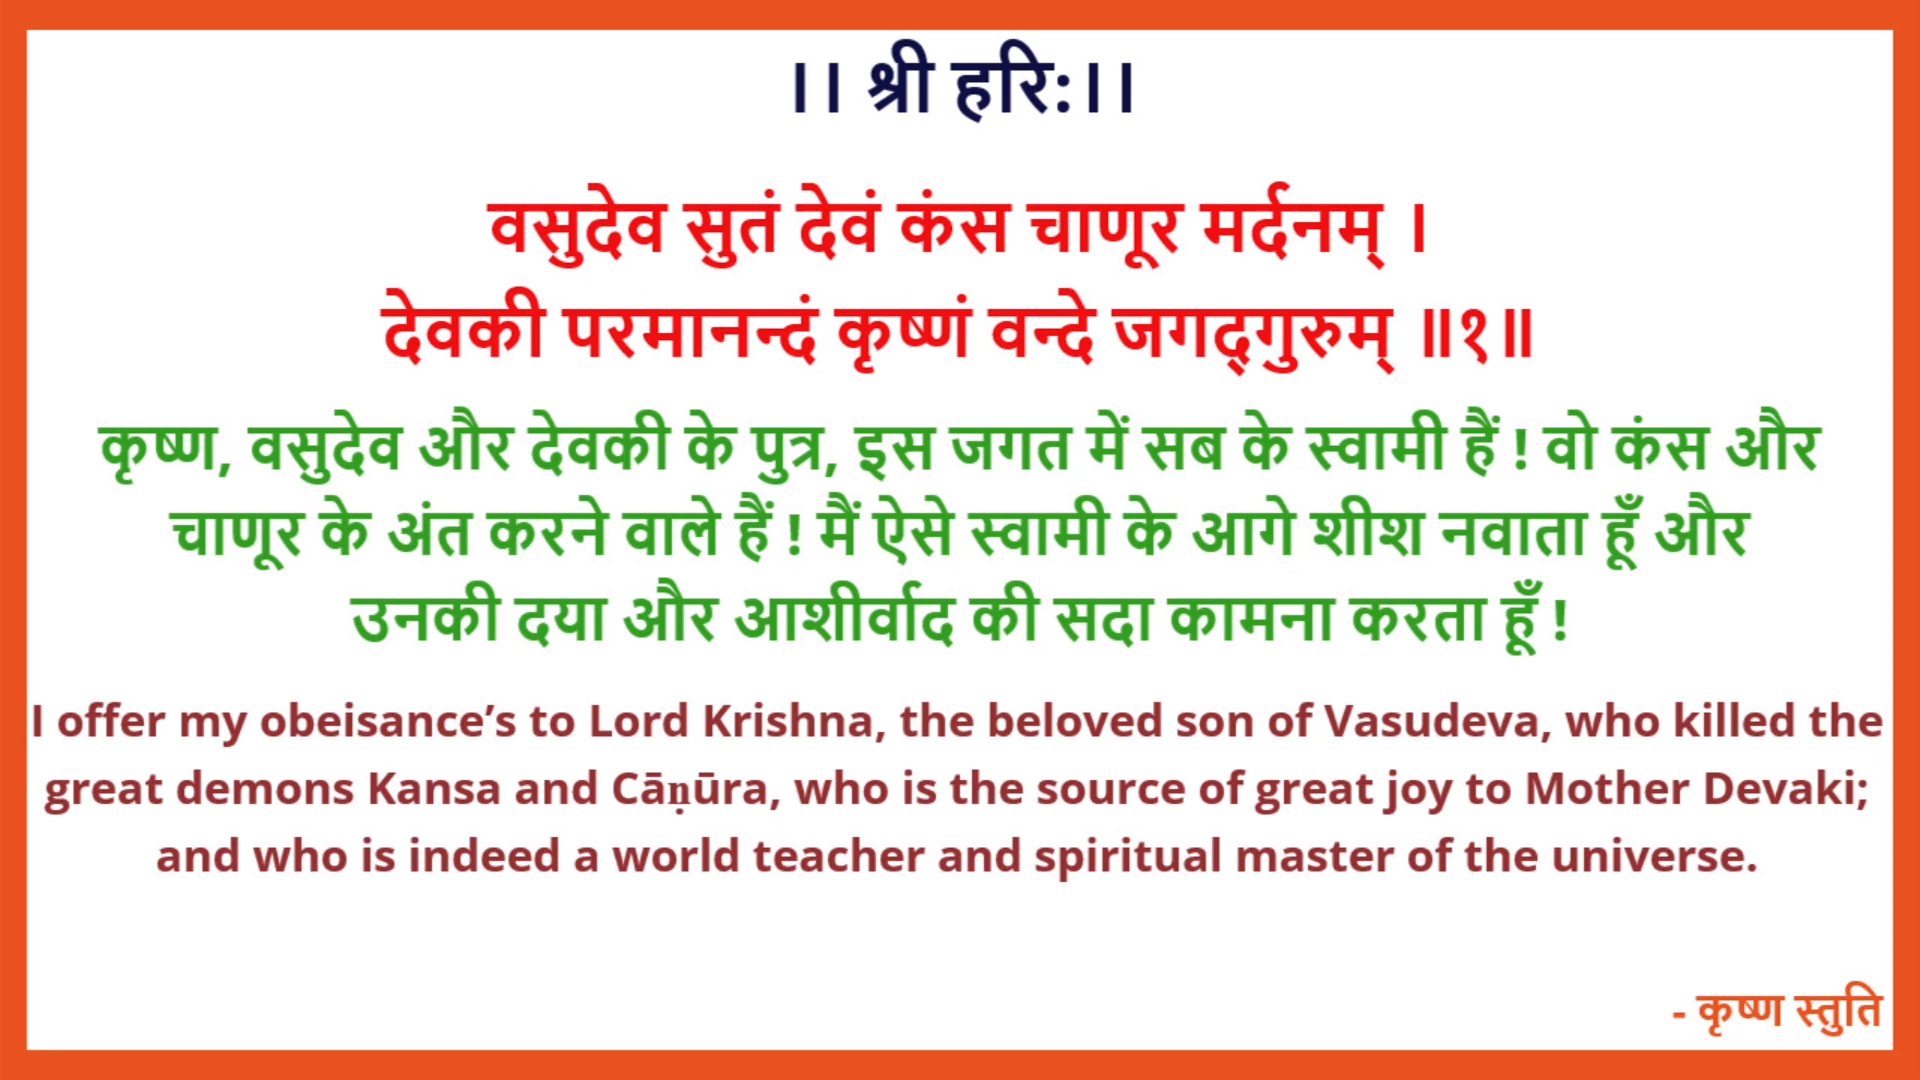 ।। श्री हरि:।।
वसुदेव सुतं देवं कंस चाणूर मर्दनम् ।
देवकी परमानन्दं कृष्णं वन्दे जगद्गुरुम् ॥१॥
कृष्ण, वसुदेव और देवकी के पुत्र, इस जगत में सब के स्वामी हैं ! वो कंस और
चाणूर के अंत करने वाले हैं ! मैं ऐसे स्वामी के आगे शीश नवाता हूँ और
उनकी दया और आशीर्वाद की सदा कामना करता हूँ !
I offer my obeisance’s to Lord Krishna, the beloved son of Vasudeva, who killed the
great demons Kansa and Cāṇūra, who is the source of great joy to Mother Devaki;
and who is indeed a world teacher and spiritual master of the universe.
- कृष्ण स्तुति